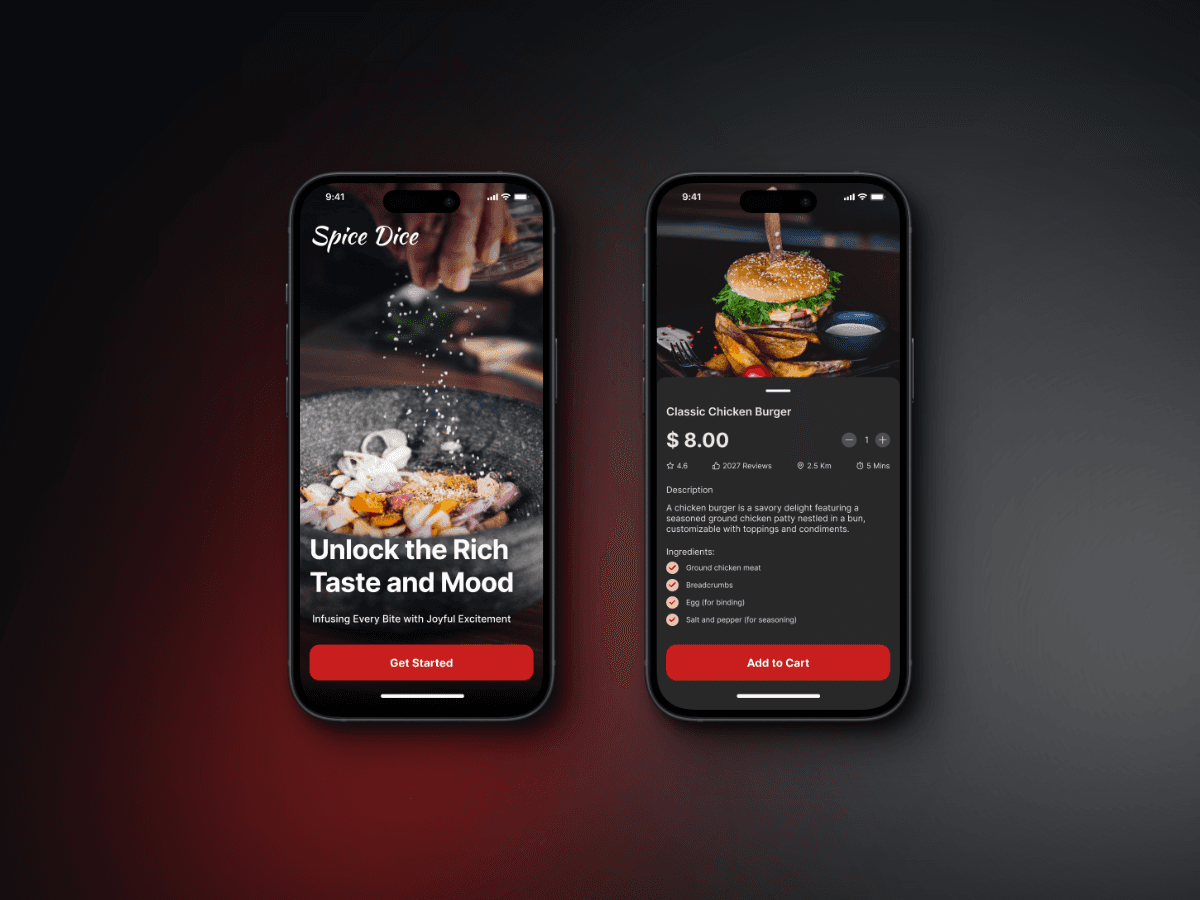 9:41
Spice Dice
Unlock the Rich
Taste and Mood
Infusing Every Bite with Joyful Excitement
Get Started
9:41
Classic Chicken Burger
$ 8.00
1
4.6
2027 Reviews
2.5 Km
5 Mins
Description
A chicken burger is a savory delight featuring a
seasoned ground chicken patty nestled in a bun,
customizable with toppings and condiments.
Ingredients:
Ground chicken meat
Breadcrumbs
Egg (for binding)
Salt and pepper (for seasoning)
Add to Cart